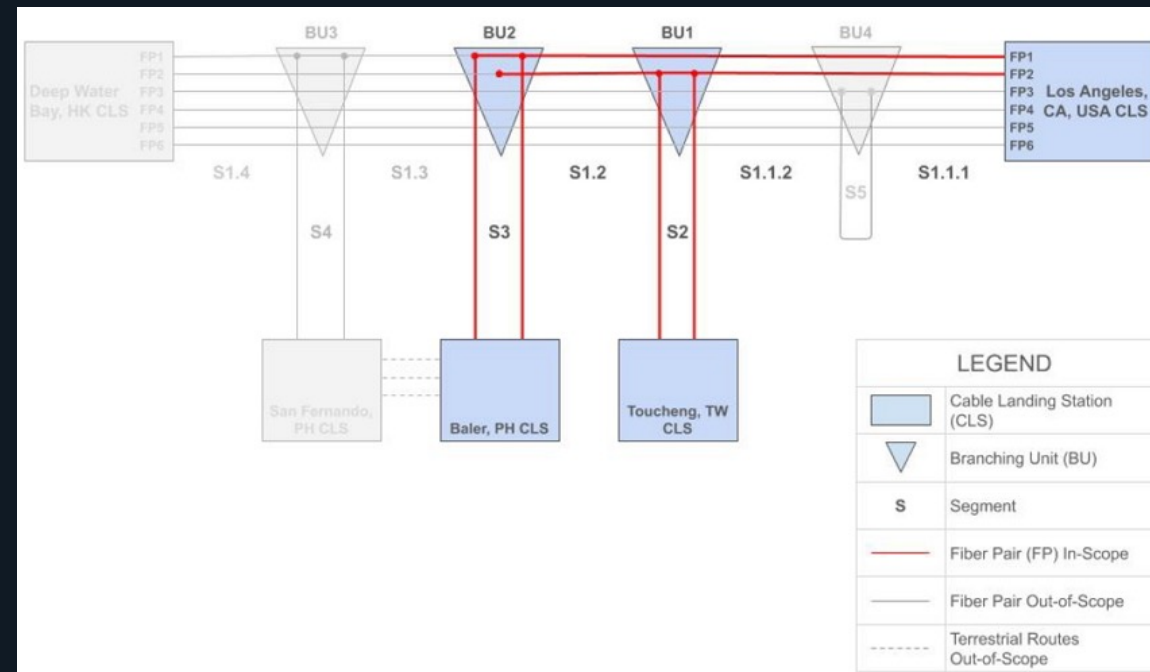 BU3
BU2
BU1
BU4
Deep Water
Bay, HK CLS
FP1
FP2
FP3
FP4
FP5
FP6
FP1
FP2
FP3
FP4
FP5
FP6
Los Angeles,
CA, USA CLS
S1.4
S1.3
S1.2
S1.1.2
S1.1.1
S5
S4
S3
S2
San Fernando,
PH CLS
Baler, PH CLS
Toucheng, TW
CLS
LEGEND
Cable Landing Station
(CLS)
Branching Unit (BU)
S
Segment
Fiber Pair (FP) In-Scope
Fiber Pair Out-of-Scope
Terrestrial Routes
Out-of-Scope